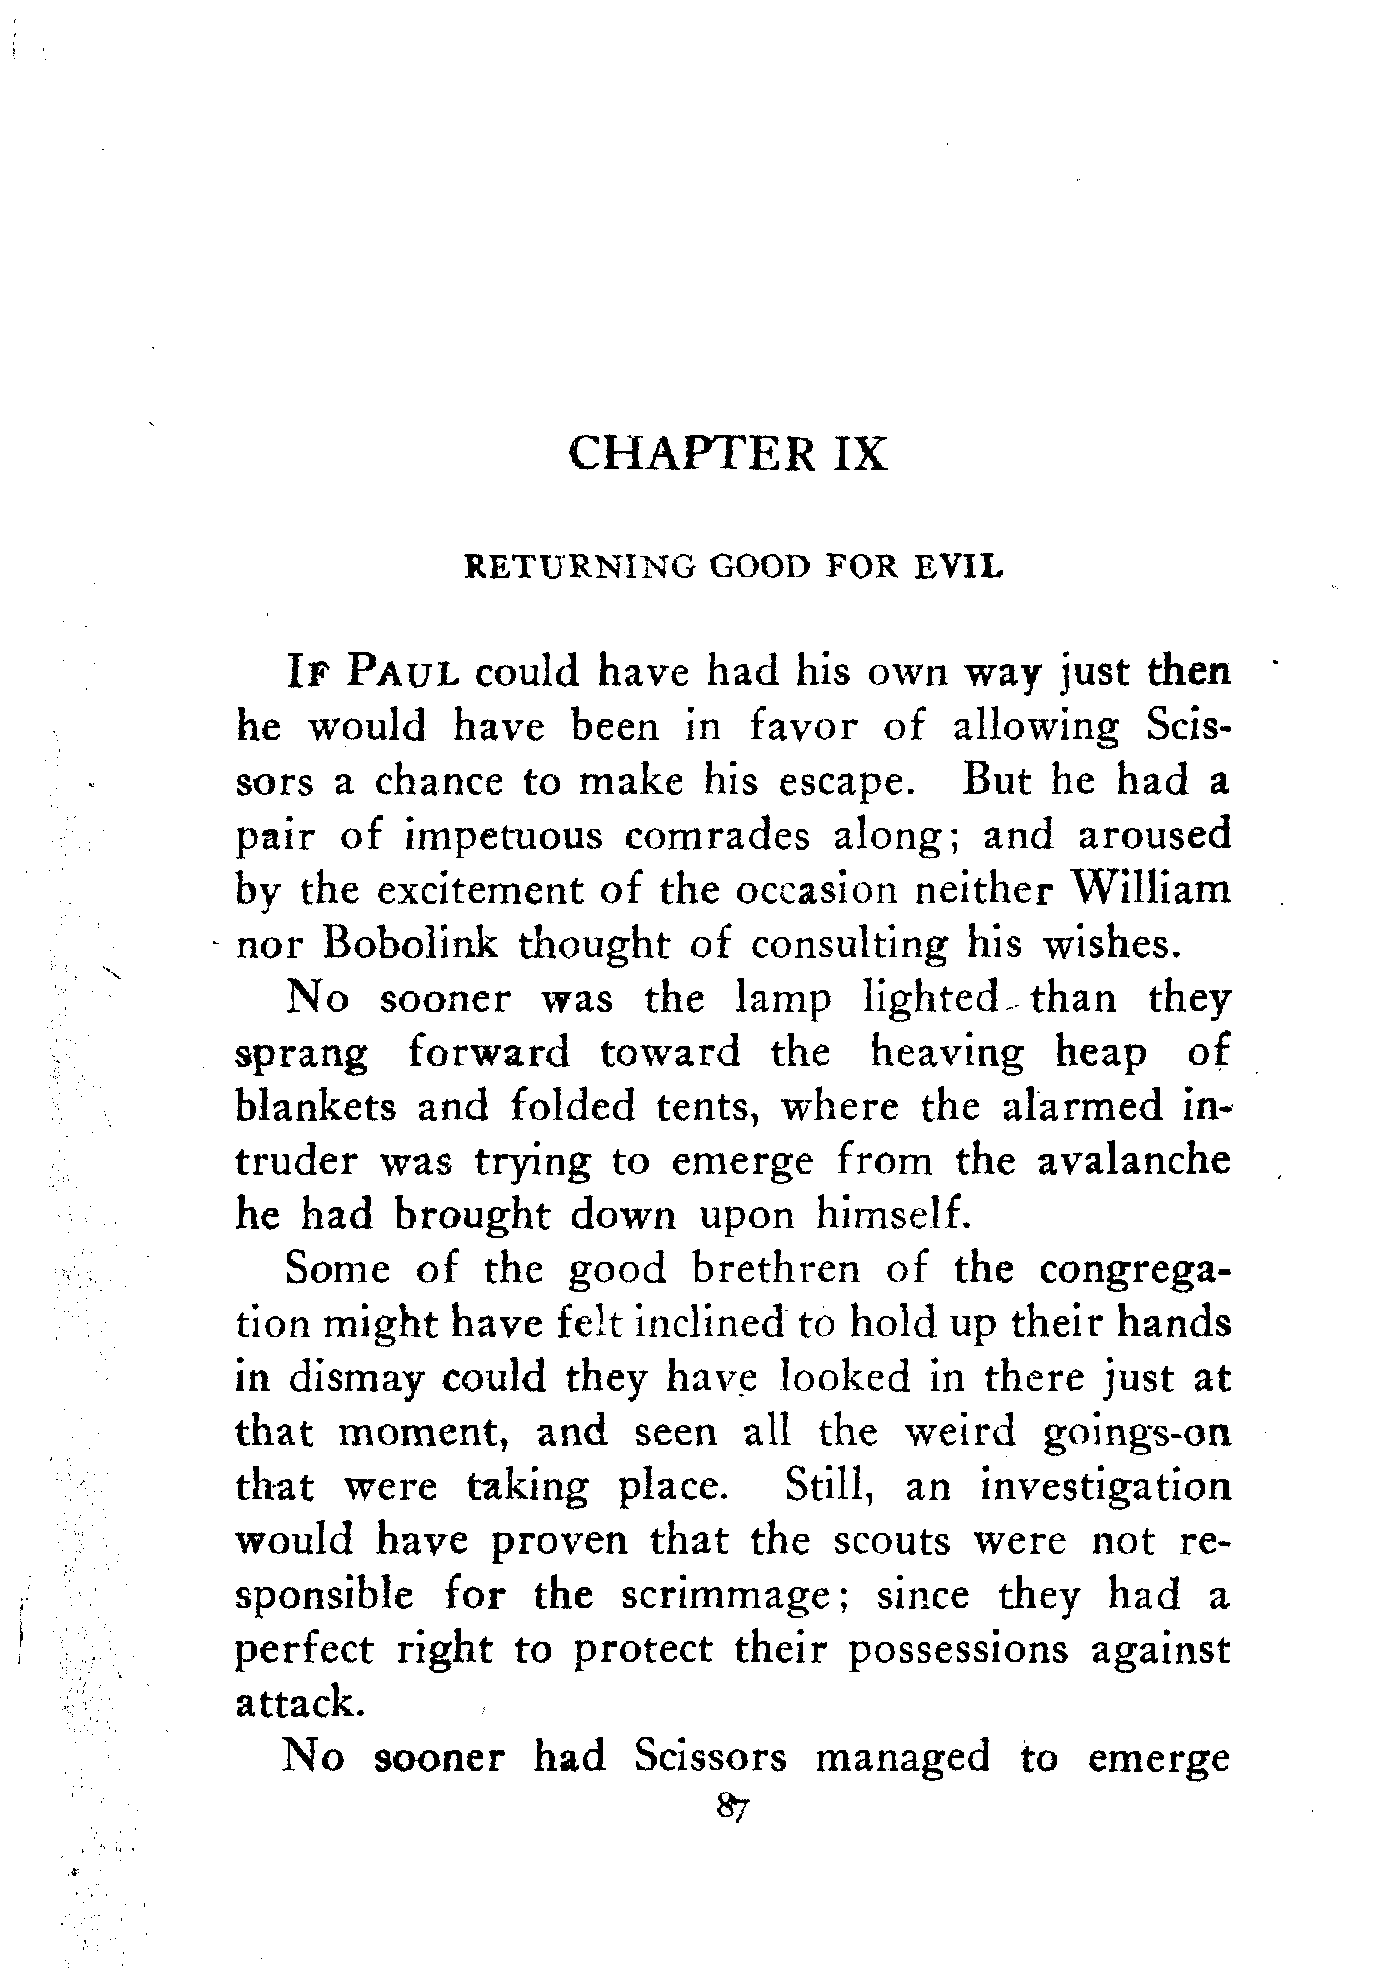 CHAPTER IX
RETURNING GOOD FOR EVIL
IF PAUL could have had his own way just then
he would have been in favor of allowing Scis-
sors a chance to make his escape. But he had a
pair of impetuous comrades along; and aroused
by the excitement of the occasion neither William
nor Bobolink thought of consulting his wishes.
No sooner was the lamp lighted than they
sprang forward toward the heaving heap of
blankets and folded tents, where the alarmed in-
truder was trying to emerge from the avalanche
he had brought down upon himself.
Some of the good brethren of the congrega-
tion might have felt inclined to hold up their hands
in dismay could they have looked in there just at
that moment, and seen all the weird goings-on
that were taking place. Still, an investigation
would have proven that the scouts were not re-
sponsible for the scrimmage; since they had a
perfect right to protect their possessions against
attack.
No sooner had Scissors managed to emerge
87